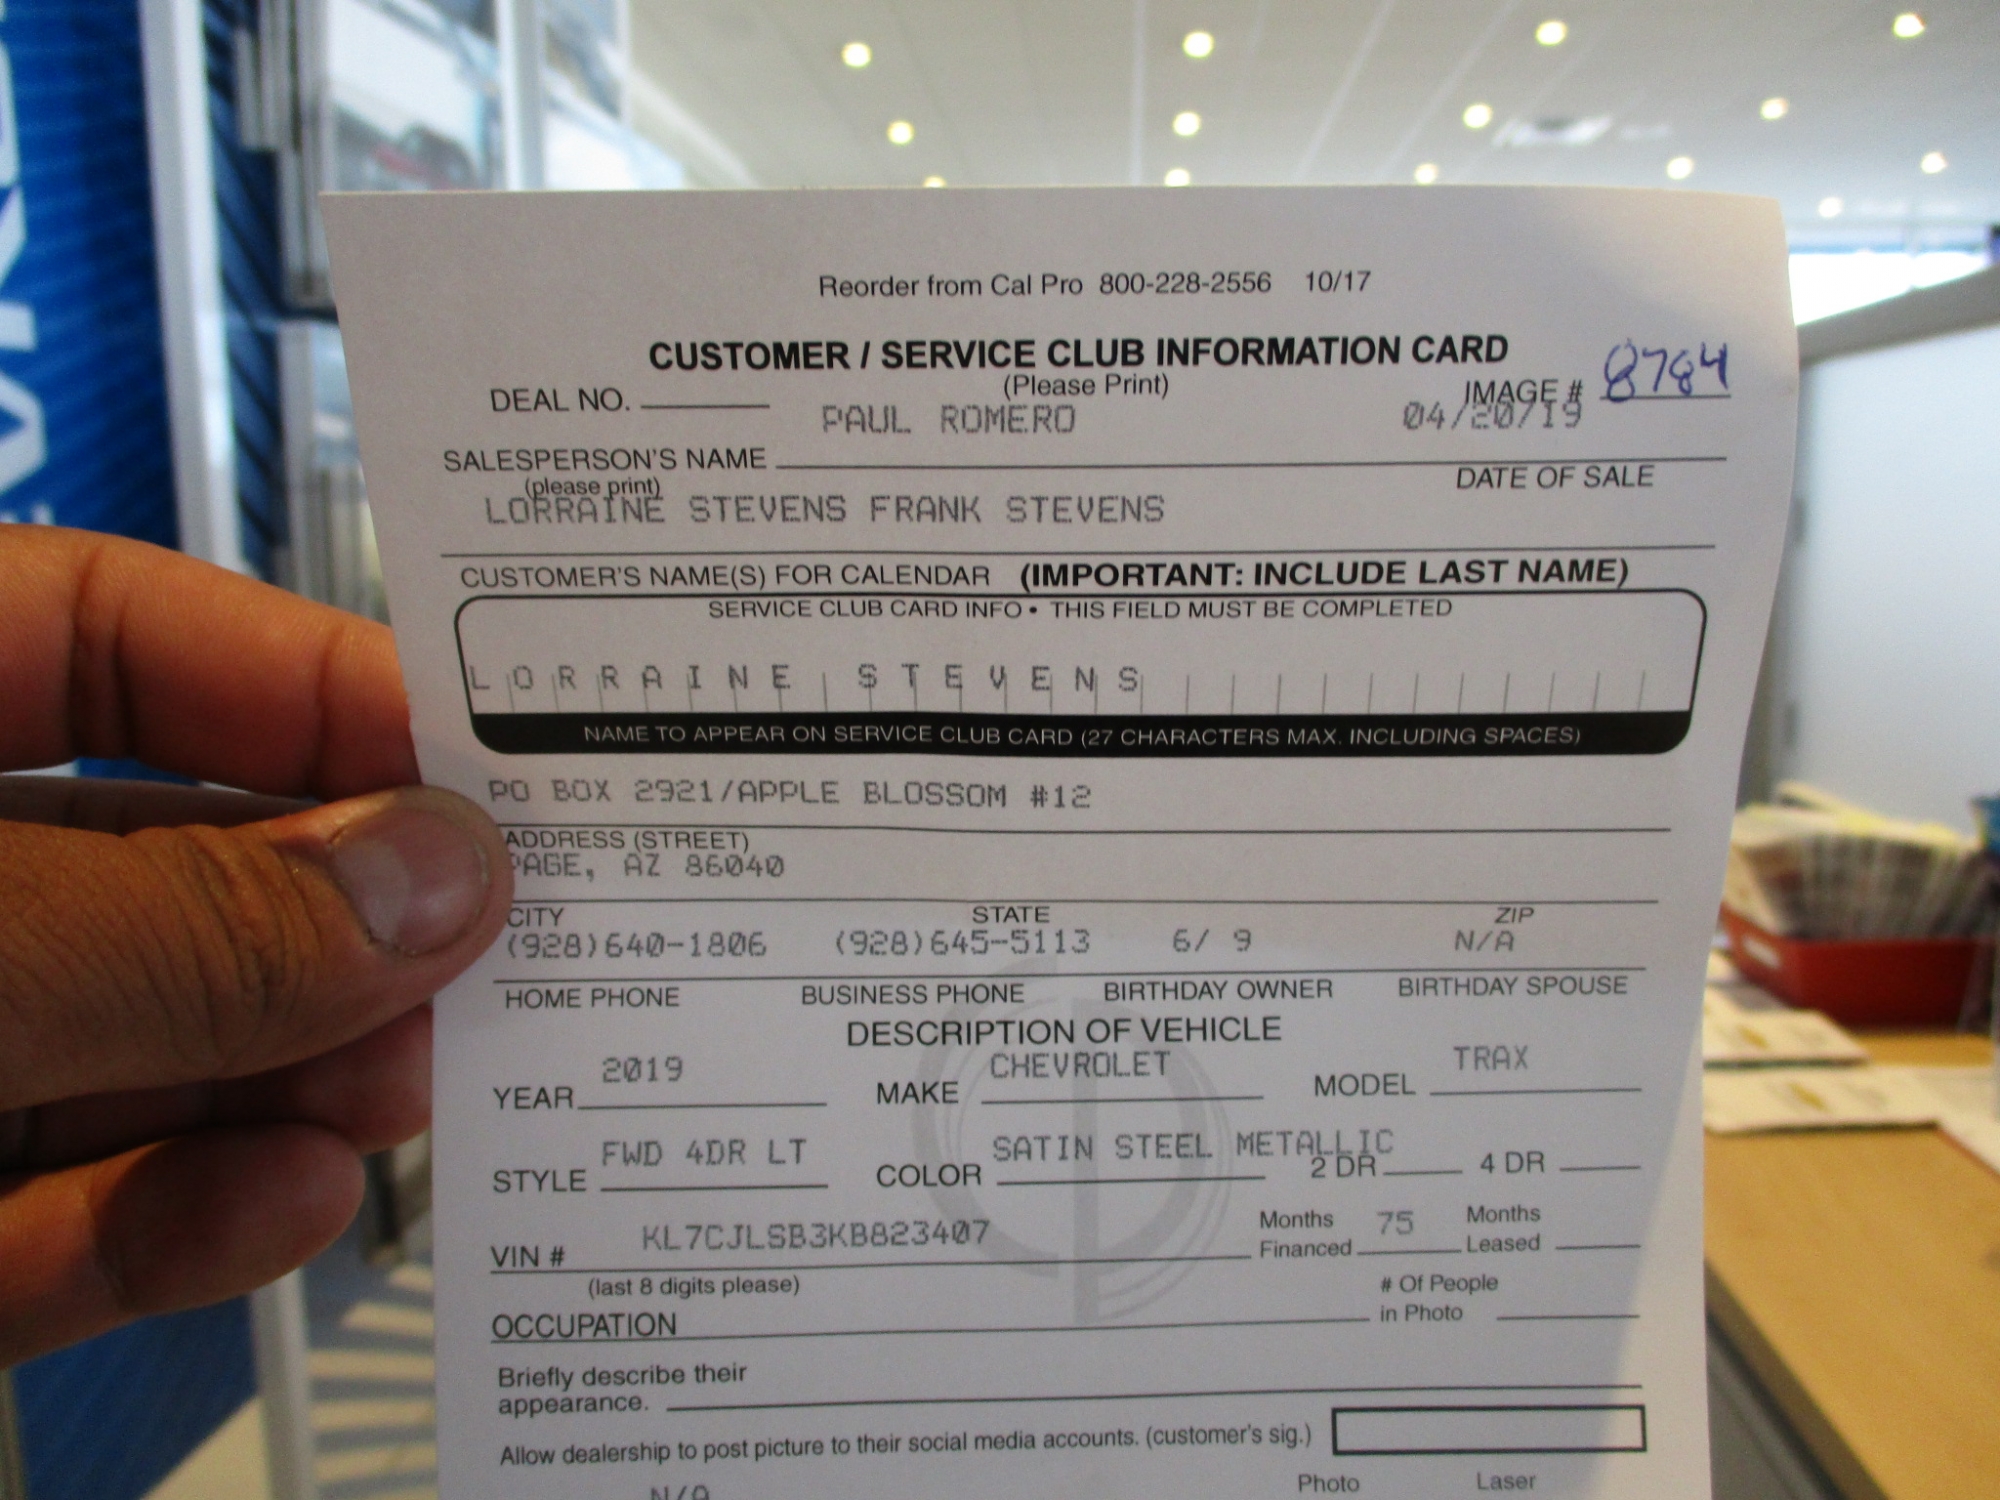 Reorder from Cal Pro 800-228-2556 10/17
CUSTOMER / SERVICE CLUB INFORMATION CARD
(Please Print)
DEAL NO. IMAGE # 8784
PAUL ROMERO 04/20/19
SALESPERSON'S NAME DATE OF SALE
(please print)
LORRAINE STEVENS FRANK STEVENS
CUSTOMER'S NAME(S) FOR CALENDAR (IMPORTANT: INCLUDE LAST NAME)
SERVICE CLUB CARD INFO • THIS FIELD MUST BE COMPLETED
LORRAINE STEVENS
NAME TO APPEAR ON SERVICE CLUB CARD (27 CHARACTERS MAX. INCLUDING SPACES)
PO BOX 2921/APPLE BLOSSOM #12
ADDRESS (STREET)
PAGE, AZ 86040
CITY STATE ZIP
(928)640-1806 (928)645-5113 6/ 9 N/A
HOME PHONE BUSINESS PHONE BIRTHDAY OWNER BIRTHDAY SPOUSE
DESCRIPTION OF VEHICLE
YEAR 2019 MAKE CHEVROLET MODEL TRAX
STYLE FWD 4DR LT COLOR SATIN STEEL METALLIC 2 DR 4 DR
VIN # KL7CJLSB3KB823407 Months Financed 75 Months Leased
(last 8 digits please) # Of People
OCCUPATION in Photo
Briefly describe their
appearance.
Allow dealership to post picture to their social media accounts. (customer's sig.)
N/A Photo Laser